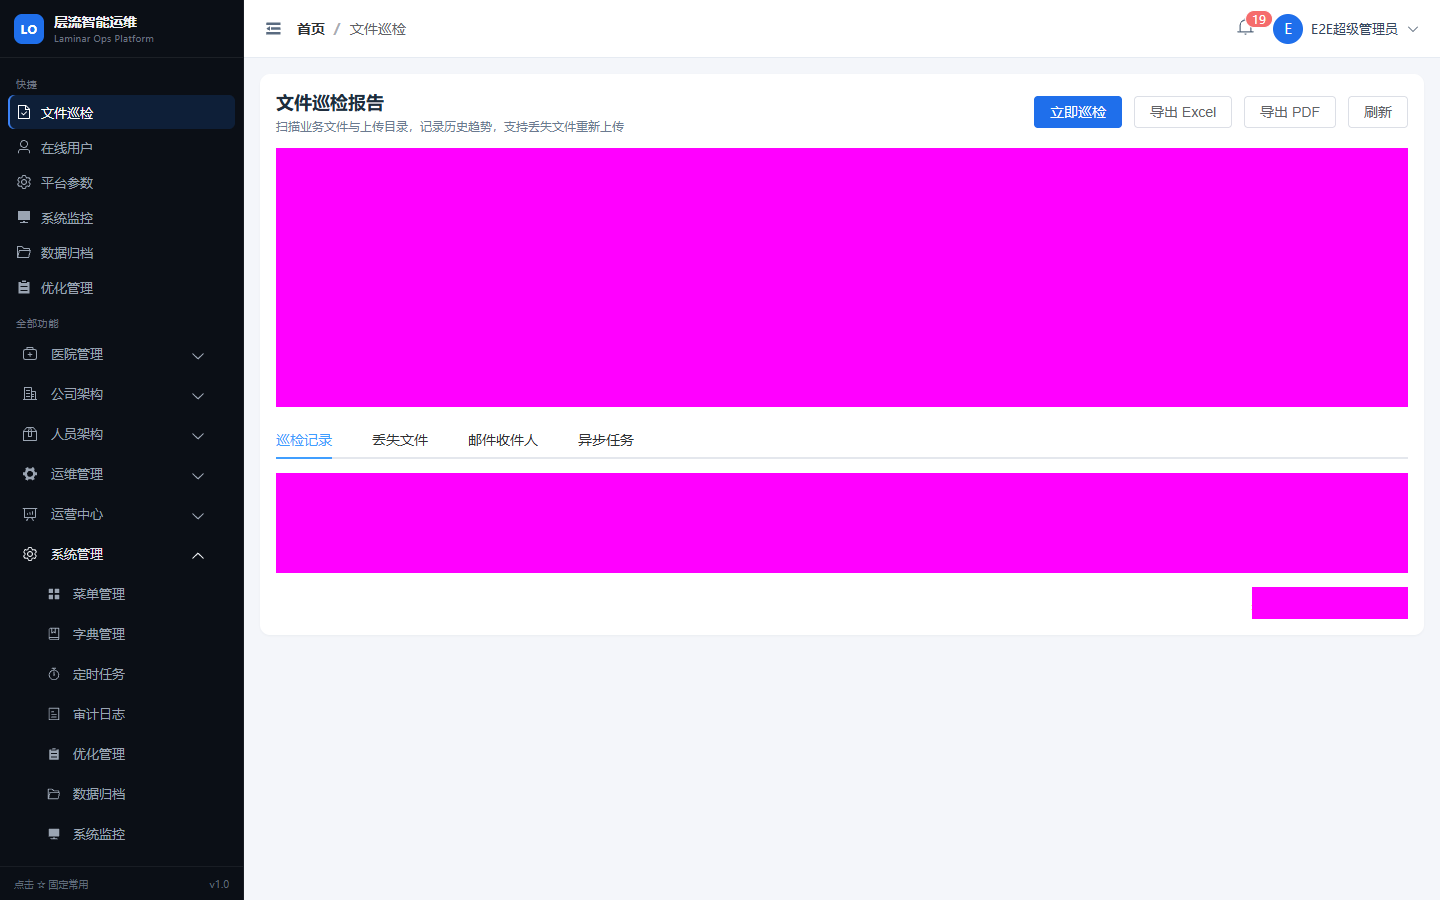 LO
层流智能运维
Laminar Ops Platform
快捷
文件巡检
在线用户
平台参数
系统监控
数据归档
优化管理
全部功能
医院管理
公司架构
人员架构
运维管理
运营中心
系统管理
菜单管理
字典管理
定时任务
审计日志
优化管理
数据归档
系统监控
点击 ☆ 固定常用 v1.0
首页 / 文件巡检
19
E E2E超级管理员
文件巡检报告
扫描业务文件与上传目录，记录历史趋势，支持丢失文件重新上传
立即巡检 导出 Excel 导出 PDF 刷新
巡检记录 丢失文件 邮件收件人 异步任务